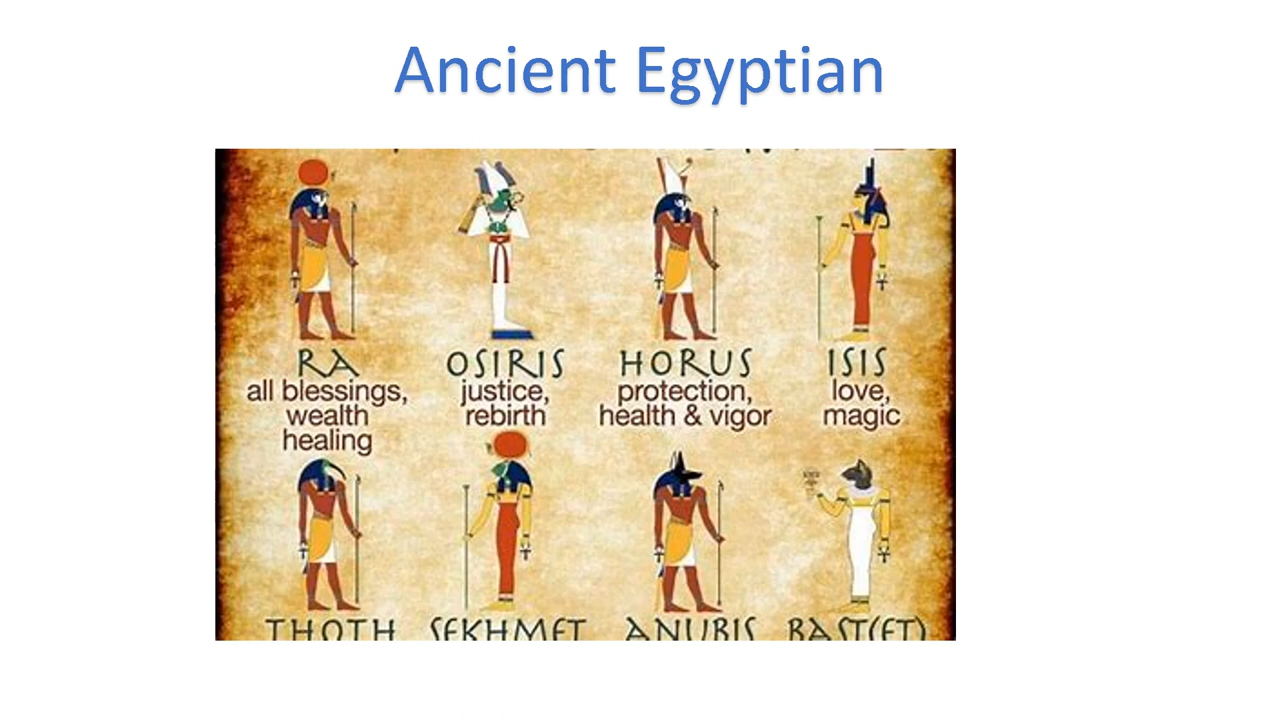 Ancient Egyptian
RA OSIRIS HORUS ISIS
all blessings, justice, protection, love,
wealth rebirth health & vigor magic
healing
THOTH SEKHMET ANUBIS BAST(ET)